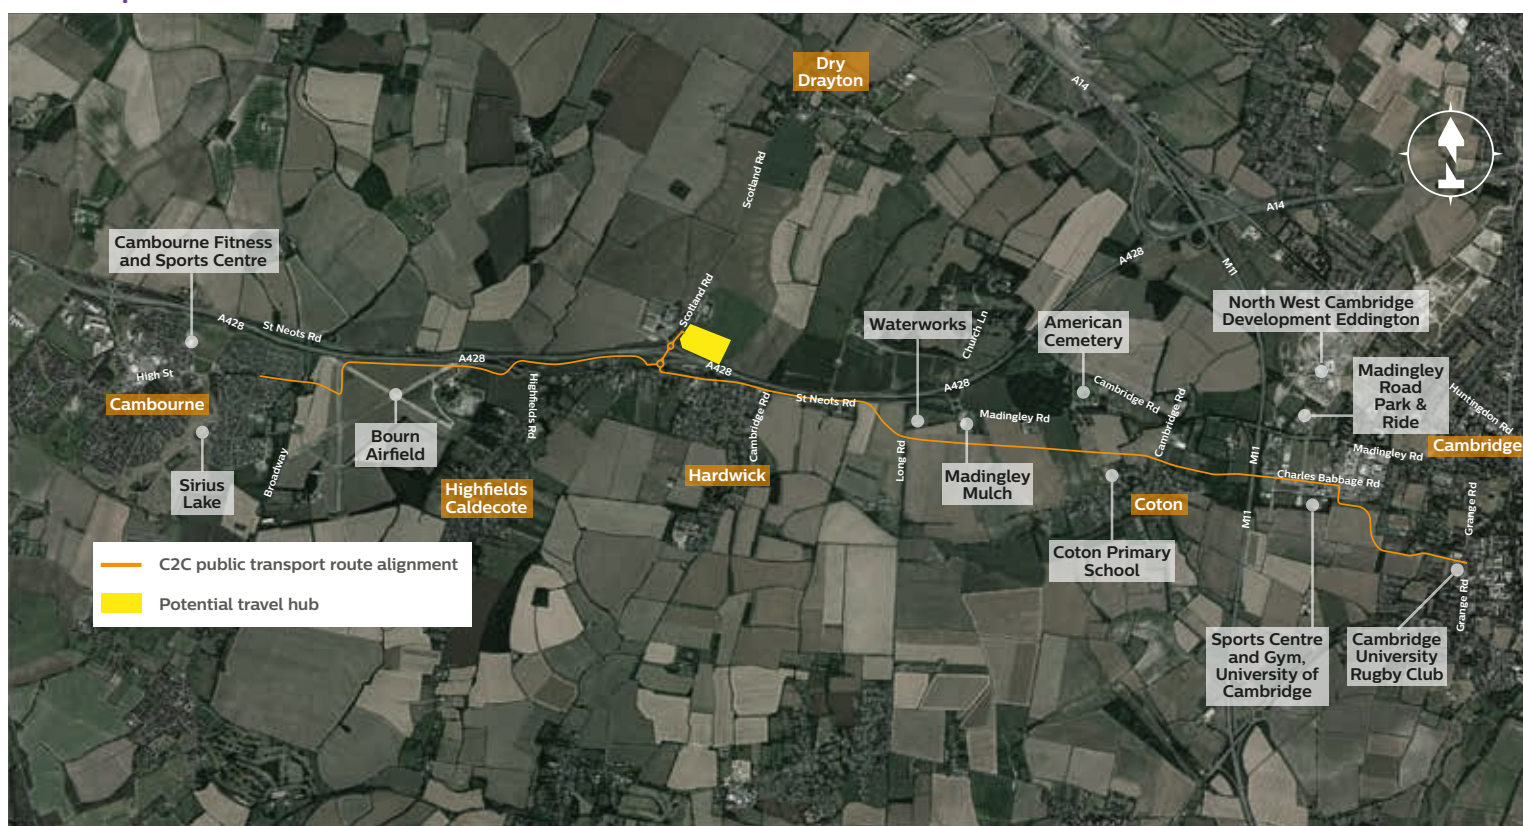 Dry
Drayton
A14
Scotland Rd
A14
Cambourne Fitness
and Sports Centre
A428
M11
Scotland Rd
North West Cambridge
Development Eddington
A428
St Neots Rd
Waterworks
Church Ln
American
Cemetery
A428
A428
High St
Madingley
Road
Park &
Ride
Cambourne
Highfields Rd
Cambridge Rd
St Neots Rd
A428
Madingley Rd
Cambridge Rd
Cambridge Rd
Huntingdon Rd
Bourn
Airfield
Cambridge
Madingley Rd
M11
Broadway
Sirius
Lake
Highfields
Caldecote
Hardwick
Long Rd
Madingley
Mulch
Coton
Charles Babbage Rd
M11
Grange Rd
C2C public transport route alignment
Potential travel hub
Coton Primary
School
Grange Rd
Sports Centre
and Gym,
University of
Cambridge
Cambridge
University
Rugby Club